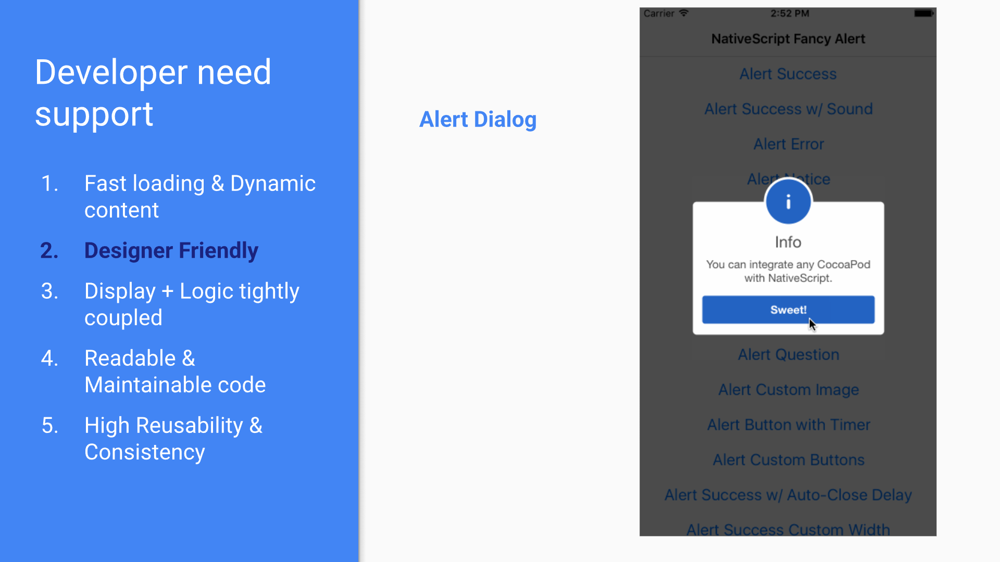 Developer need
support
1. Fast loading & Dynamic
content
2. Designer Friendly
3. Display + Logic tightly
coupled
4. Readable &
Maintainable code
5. High Reusability &
Consistency
Alert Dialog
Carrier 2:52 PM
NativeScript Fancy Alert
Alert Success
Alert Success w/ Sound
Alert Error
Alert Notice
i
Info
You can integrate any CocoaPod
with NativeScript.
Sweet!
Alert Question
Alert Custom Image
Alert Button with Timer
Alert Custom Buttons
Alert Success w/ Auto-Close Delay
Alert Success Custom Width